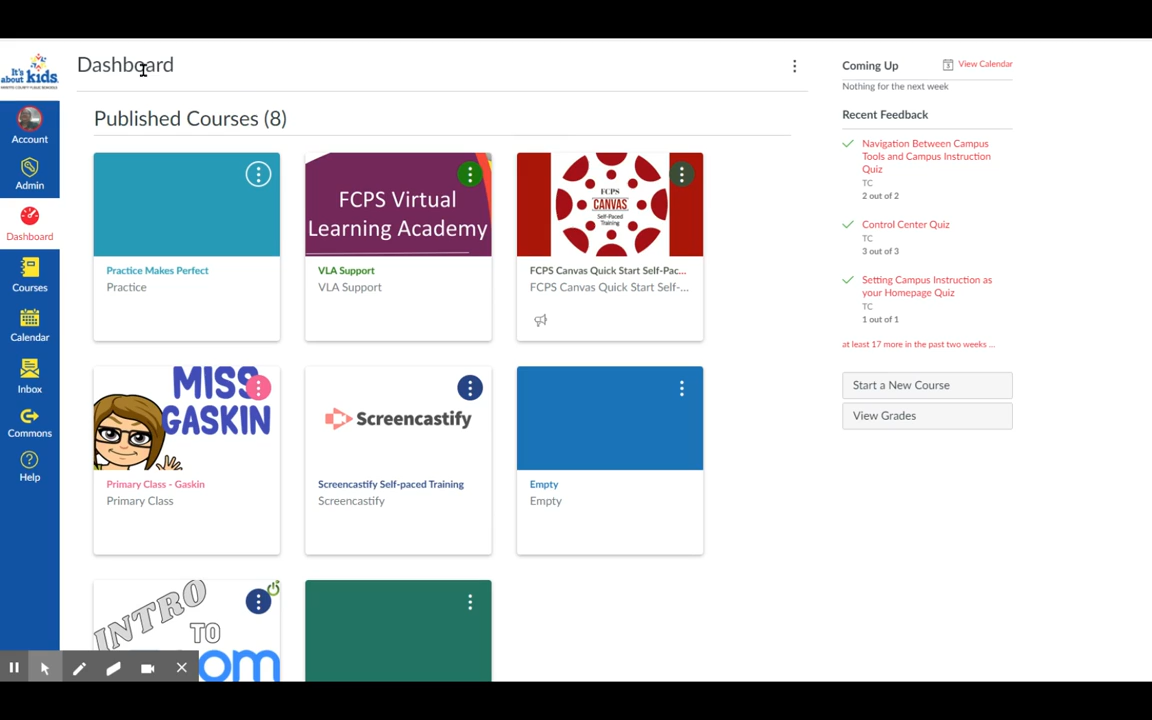 It's
about kids.
Account
Admin
Dashboard
Courses
Calendar
Inbox
Commons
Help
Dashboard
Published Courses (8)
Practice Makes Perfect
Practice
FCPS Virtual
Learning Academy
VLA Support
VLA Support
FCPS
CANVAS
Self-Paced
Training
FCPS Canvas Quick Start Self-Pac...
FCPS Canvas Quick Start Self-...
MISS
GASKIN
Primary Class - Gaskin
Primary Class
Screencastify
Screencastify Self-paced Training
Screencastify
Empty
Empty
INTRO
TO
om
Coming Up
View Calendar
Nothing for the next week
Recent Feedback
Navigation Between Campus
Tools and Campus Instruction
Quiz
TC
2 out of 2
Control Center Quiz
TC
3 out of 3
Setting Campus Instruction as
your Homepage Quiz
TC
1 out of 1
at least 17 more in the past two weeks ...
Start a New Course
View Grades